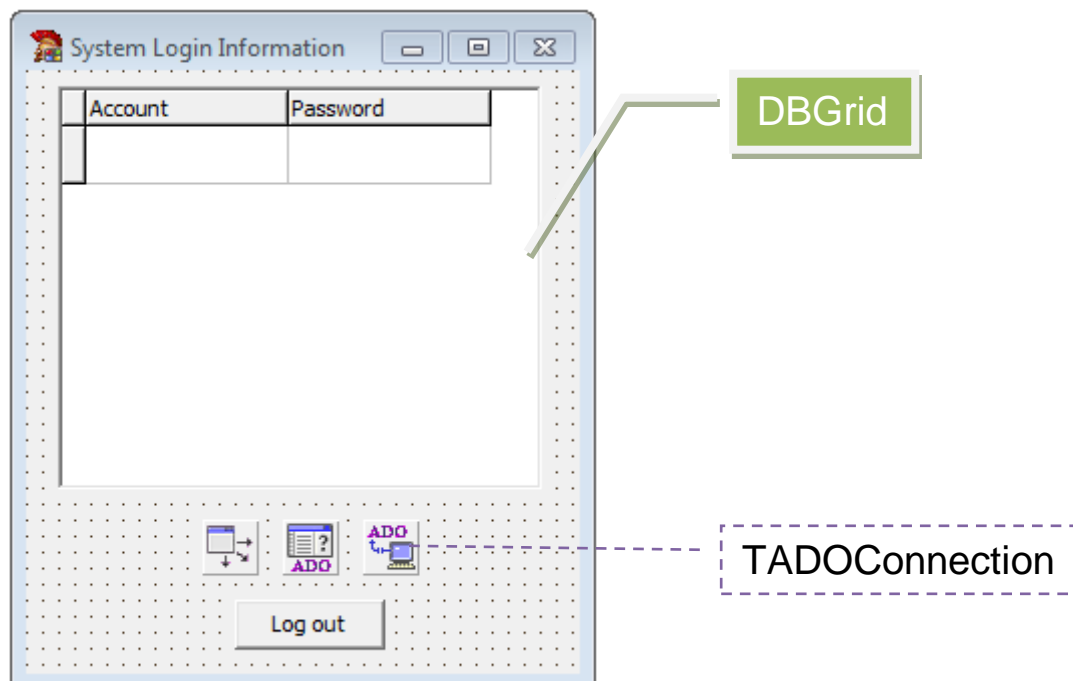 System Login Information
Account Password
DBGrid
?
ADO
ADO
TADOConnection
Log out